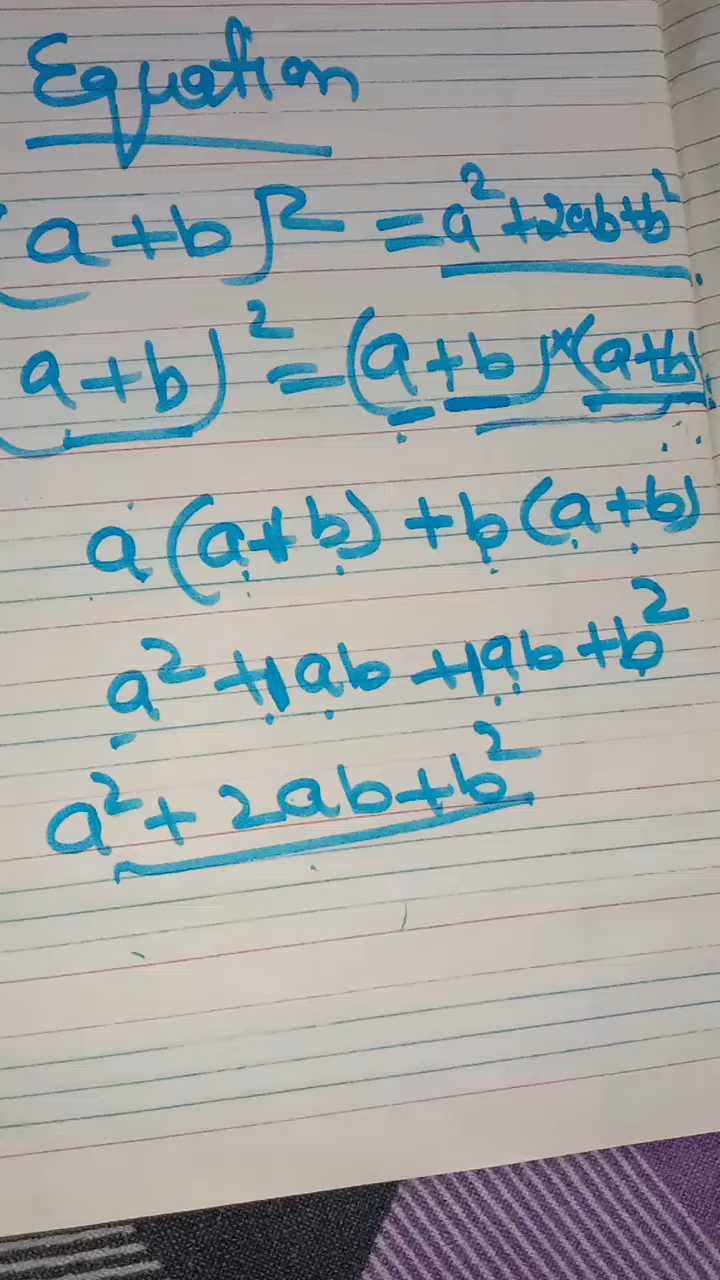 Equation
(a+b)² = a²+2ab+b²
(a+b)² = (a+b)×(a+b)
a(a+b)+b(a+b)
a²+1ab+1ab+b²
a²+2ab+b²